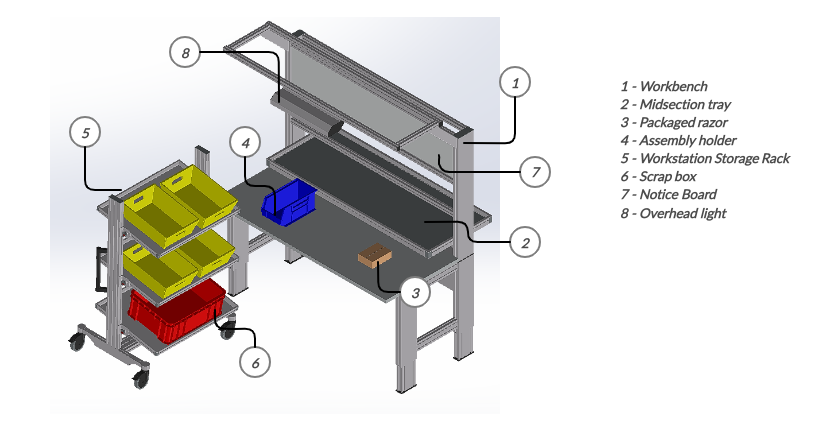 8
1
5
4
7
2
3
6
1 - Workbench
2 - Midsection tray
3 - Packaged razor
4 - Assembly holder
5 - Workstation Storage Rack
6 - Scrap box
7 - Notice Board
8 - Overhead light